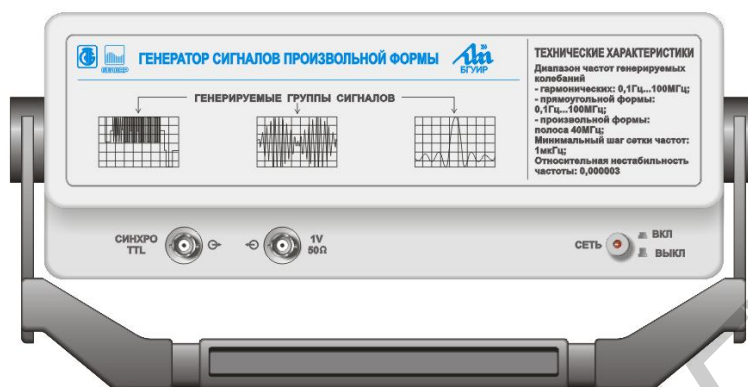 ГЕНЕРАТОР СИГНАЛОВ ПРОИЗВОЛЬНОЙ ФОРМЫ
БГУИР
ГЕНЕРИРУЕМЫЕ ГРУППЫ СИГНАЛОВ
ТЕХНИЧЕСКИЕ ХАРАКТЕРИСТИКИ
Диапазон частот генерируемых
колебаний
- гармонических: 0,1Гц...100МГц;
- прямоугольной формы:
0,1Гц...100МГц;
- произвольной формы:
полоса 40МГц;
Минимальный шаг сетки частот:
1мкГц;
Относительная нестабильность
частоты: 0,000003
СИНХРО
TTL
1V
50Ω
СЕТЬ
ВКЛ
ВЫКЛ